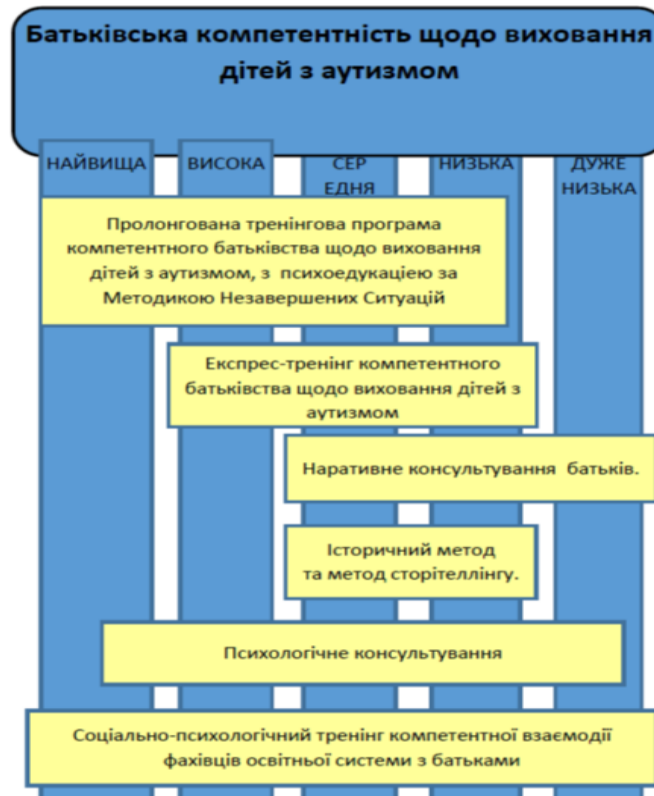 Батьківська компетентність щодо виховання
дітей з аутизмом
НАЙВИЩА
ВИСОКА
СЕР
ЕДНЯ
НИЗЬКА
ДУЖЕ
НИЗЬКА
Пролонгована тренінгова програма
компетентного батьківства щодо виховання
дітей з аутизмом, з психоедукацією за
Методикою Незавершених Ситуацій
Експрес-тренінг компетентного
батьківства щодо виховання дітей з
аутизмом
Наративне консультування батьків.
Історичний метод
та метод сторітеллінгу.
Психологічне консультування
Соціально-психологічний тренінг компетентної взаємодії
фахівців освітньої системи з батьками